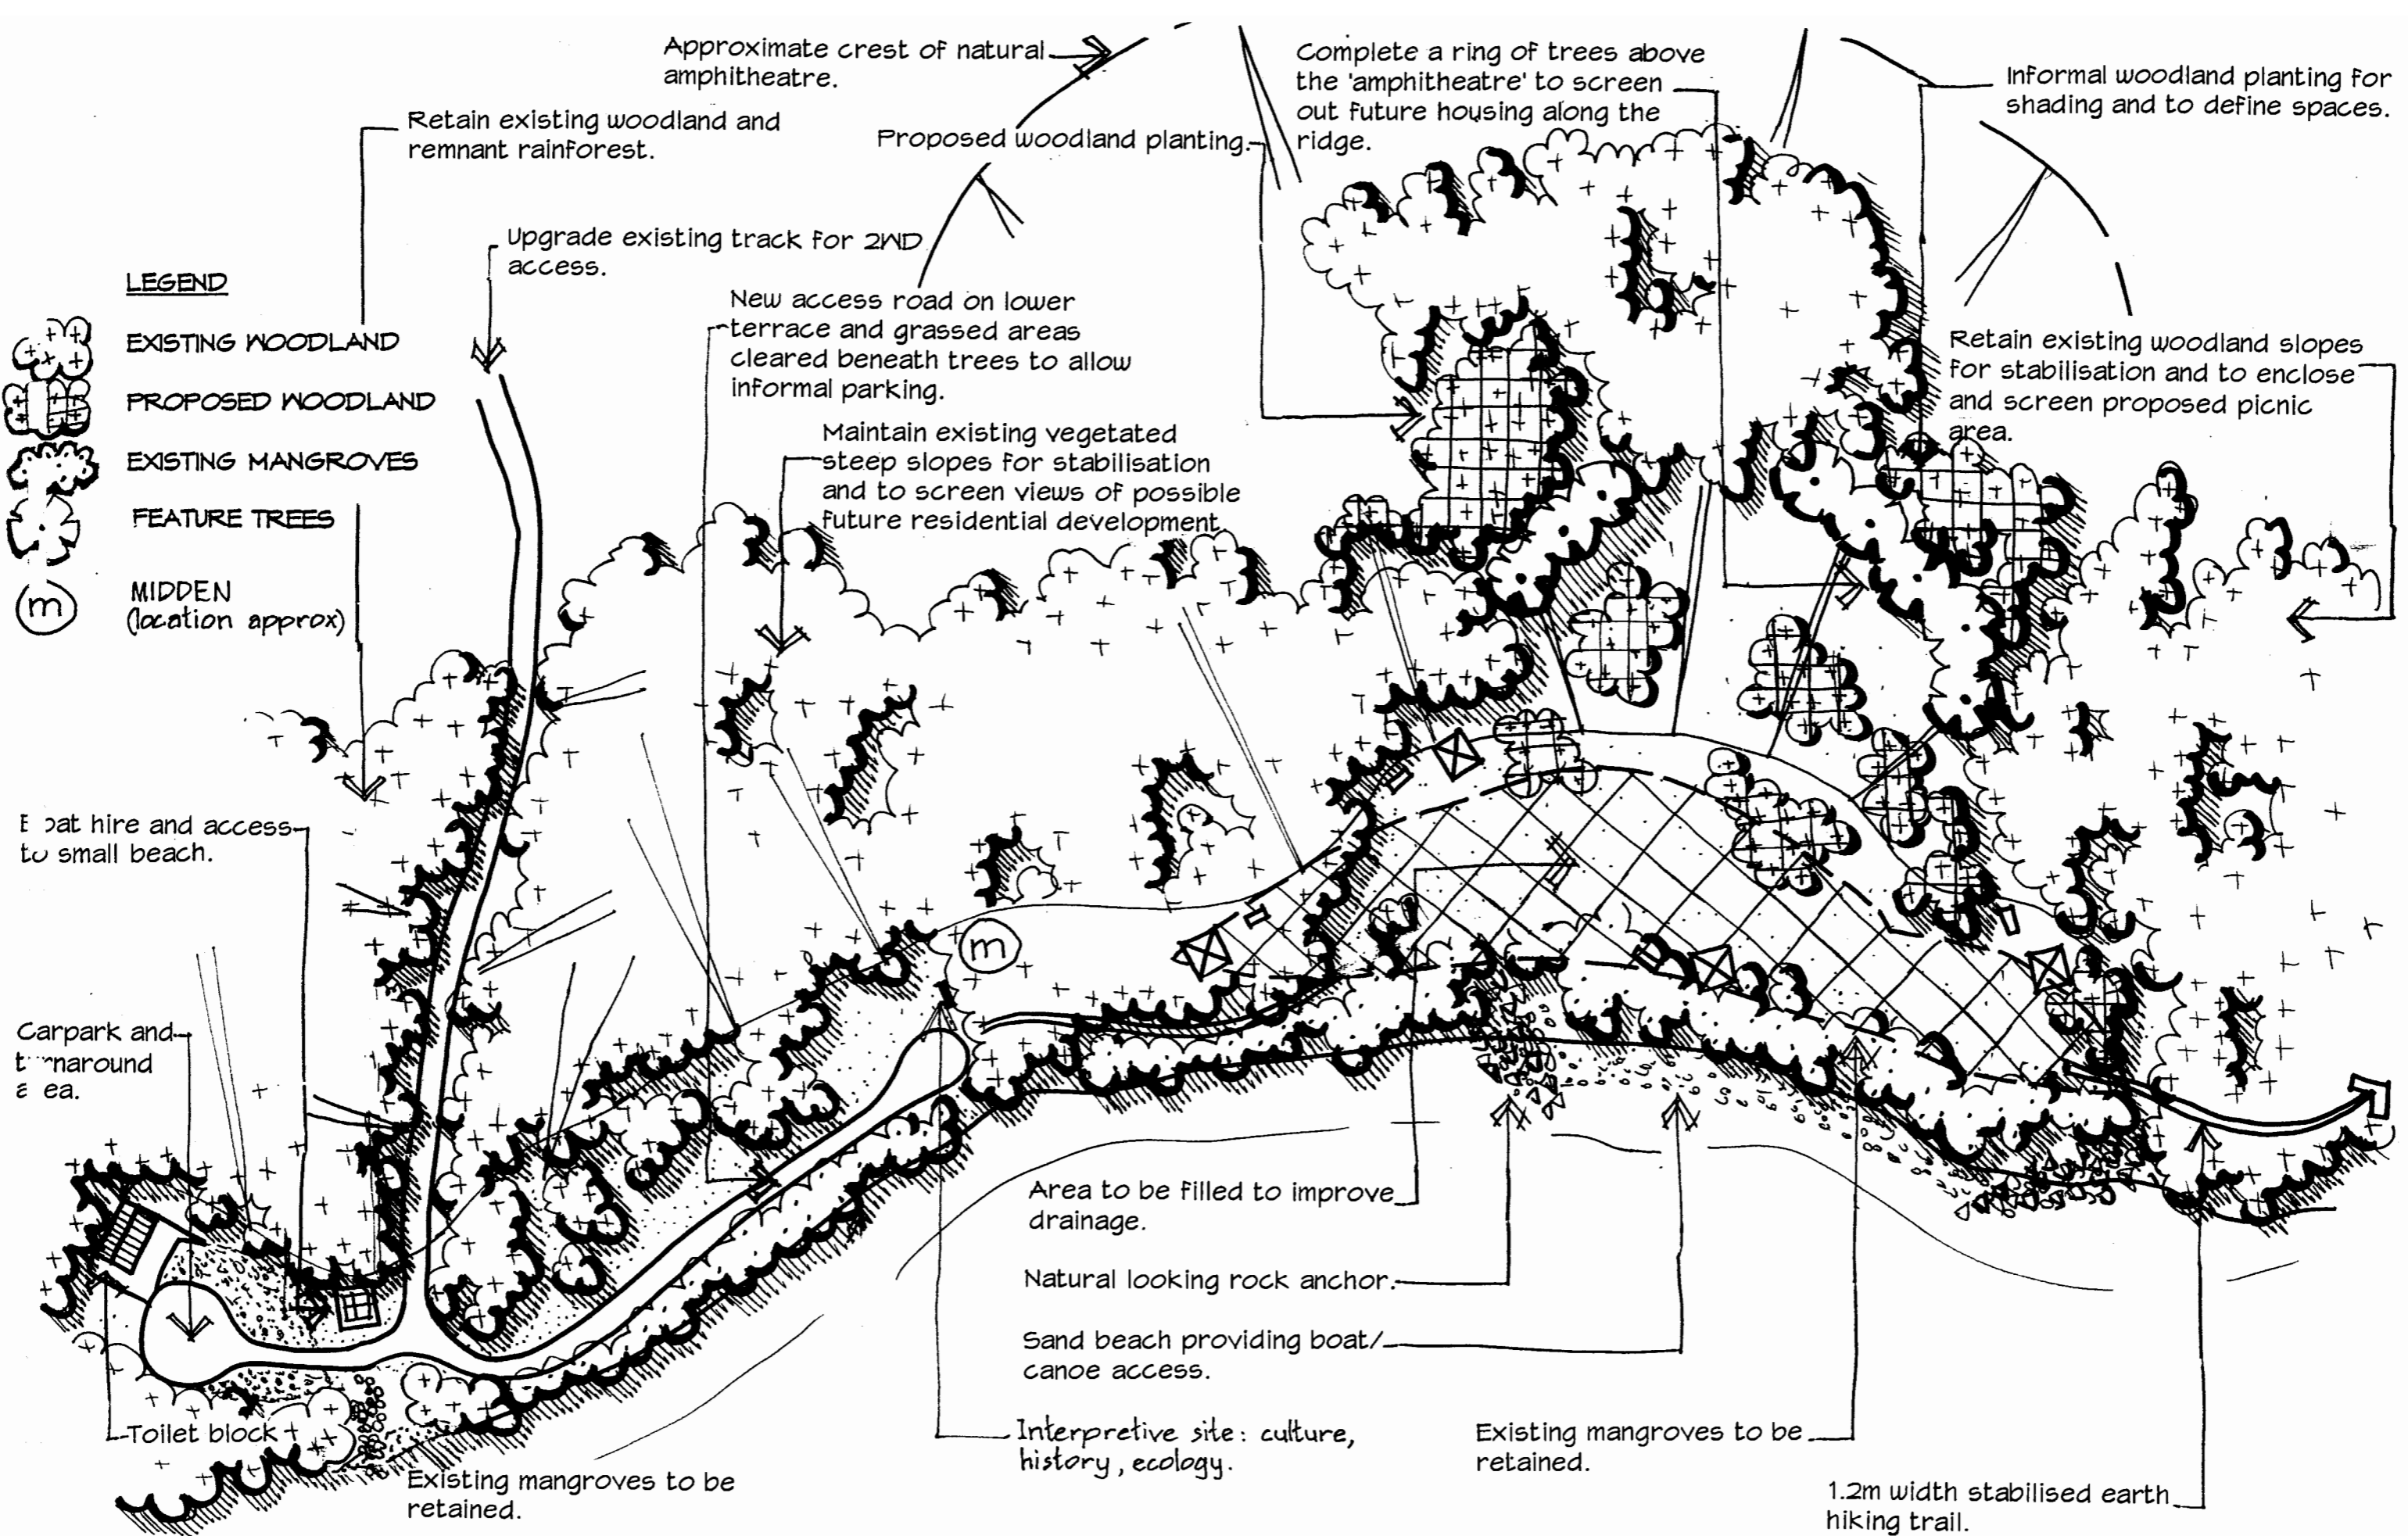 Approximate crest of natural
amphitheatre.
Complete a ring of trees above
the 'amphitheatre' to screen
out future housing along the
ridge.
Informal woodland planting for
shading and to define spaces.
Retain existing woodland and
remnant rainforest.
Proposed woodland planting.
Upgrade existing track for 2WD
access.
LEGEND
EXISTING WOODLAND
PROPOSED WOODLAND
EXISTING MANGROVES
FEATURE TREES
m
MIDDEN
(location approx)
New access road on lower
terrace and grassed areas
cleared beneath trees to allow
informal parking.
Retain existing woodland slopes
for stabilisation and to enclose
and screen proposed picnic
area.
Maintain existing vegetated
steep slopes for stabilisation
and to screen views of possible
future residential development.
hire and access
to small beach.
m
Carpark and
Area to be filled to improve
drainage.
Natural looking rock anchor.
Sand beach providing boat/
canoe access.
Toilet block
Interpretive site: culture,
history, ecology.
Existing mangroves to be
retained.
Existing mangroves to be
retained.
1.2m width stabilised earth
hiking trail.